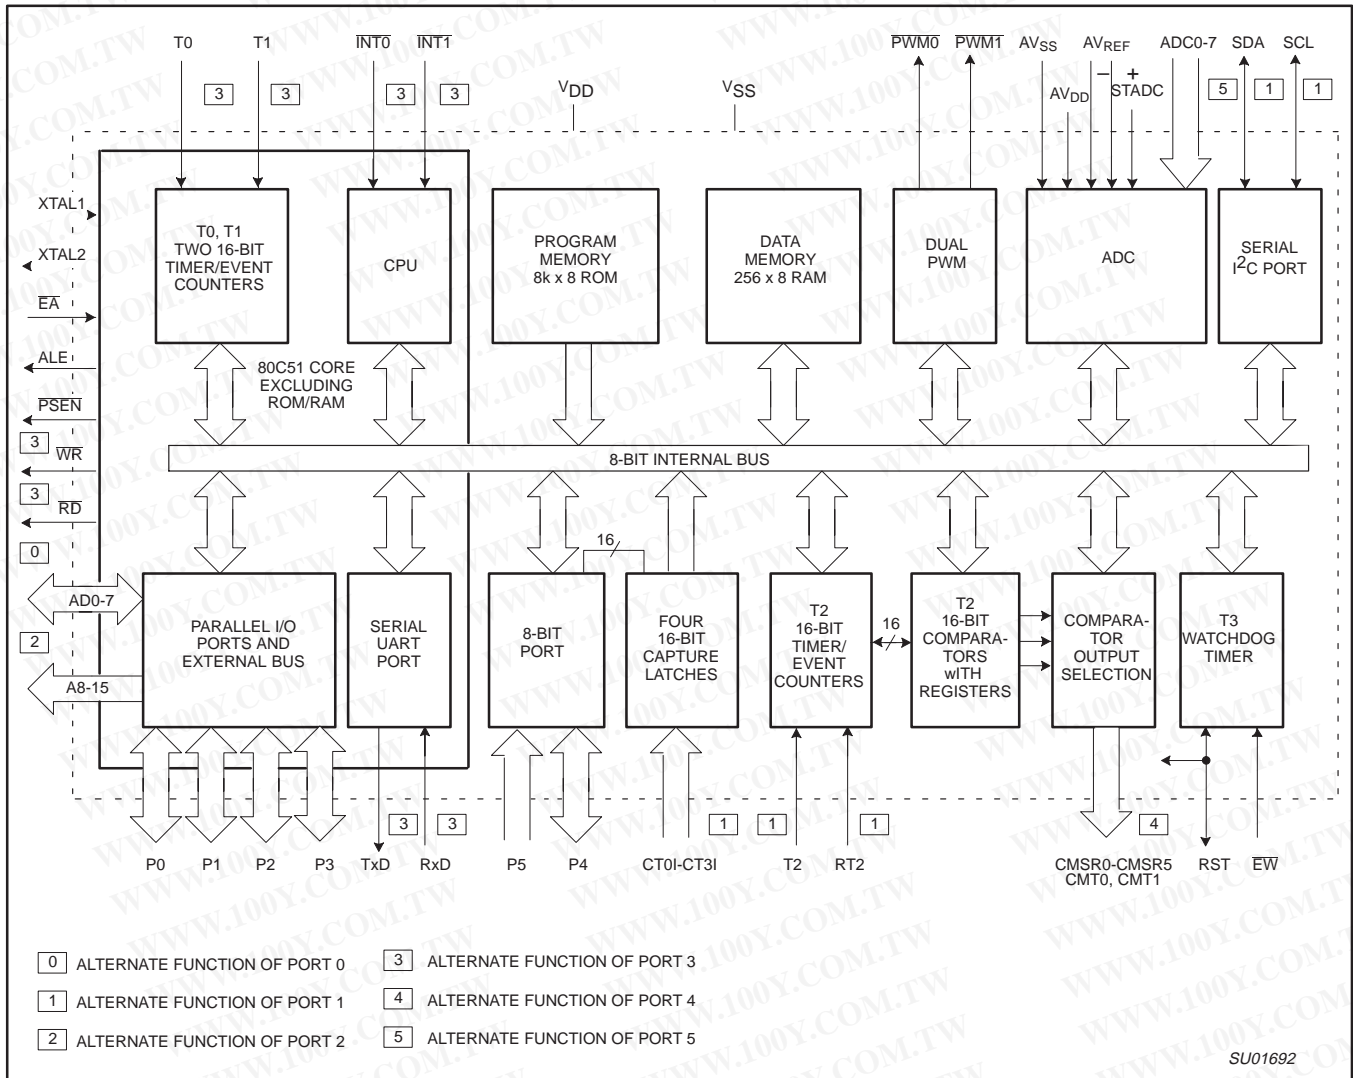 T0
T1
INT0
INT1
3
3
3
3
VDD
VSS
PWM0
PWM1
AVSS
AVDD
AVREF
–
+
STADC
ADC0-7
SDA
SCL
5
1
1
XTAL1
XTAL2
EA
ALE
PSEN
3
WR
3
RD
0
AD0-7
2
A8-15
T0, T1
TWO 16-BIT
TIMER/EVENT
COUNTERS
CPU
PROGRAM
MEMORY
8k x 8 ROM
DATA
MEMORY
256 x 8 RAM
DUAL
PWM
ADC
SERIAL
I2C PORT
80C51 CORE
EXCLUDING
ROM/RAM
8-BIT INTERNAL BUS
PARALLEL I/O
PORTS AND
EXTERNAL BUS
SERIAL
UART
PORT
8-BIT
PORT
16
FOUR
16-BIT
CAPTURE
LATCHES
T2
16-BIT
TIMER/
EVENT
COUNTERS
16
T2
16-BIT
COMPARA-
TORS
wITH
REGISTERS
COMPARA-
TOR
OUTPUT
SELECTION
T3
WATCHDOG
TIMER
3
3
1
1
1
4
P0
P1
P2
P3
TxD
RxD
P5
P4
CT0I-CT3I
T2
RT2
CMSR0-CMSR5
CMT0, CMT1
RST
EW
0 ALTERNATE FUNCTION OF PORT 0
1 ALTERNATE FUNCTION OF PORT 1
2 ALTERNATE FUNCTION OF PORT 2
3 ALTERNATE FUNCTION OF PORT 3
4 ALTERNATE FUNCTION OF PORT 4
5 ALTERNATE FUNCTION OF PORT 5
SU01692
WWW.100Y.COM.TW